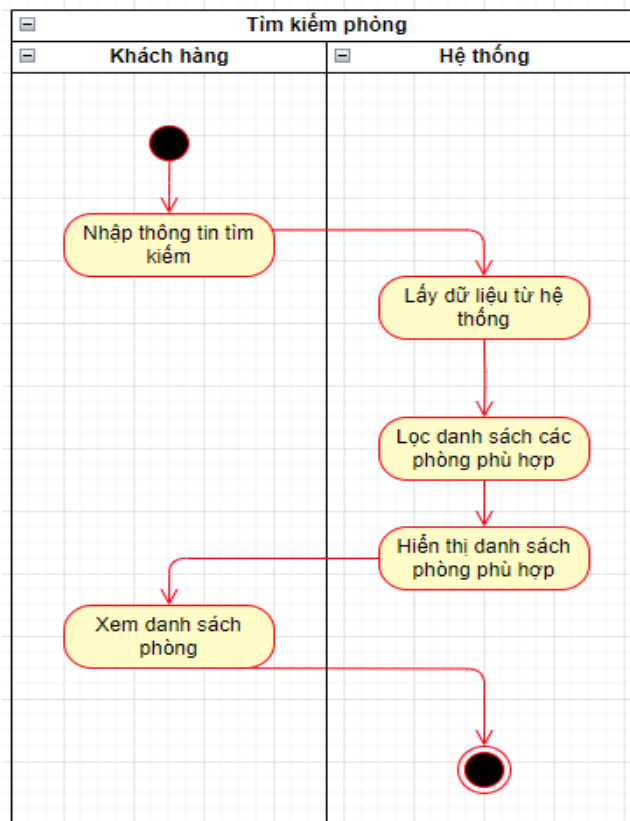 Tìm kiếm phòng
Khách hàng
Hệ thống
Nhập thông tin tìm
kiếm
Lấy dữ liệu từ hệ
thống
Lọc danh sách các
phòng phù hợp
Hiển thị danh sách
phòng phù hợp
Xem danh sách
phòng